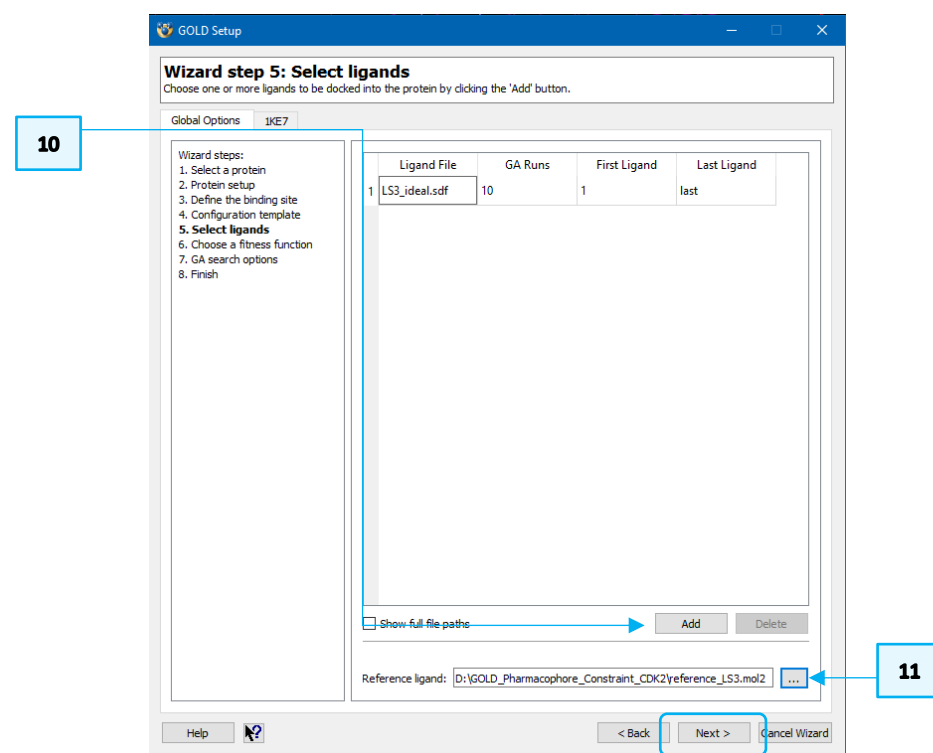 GOLD Setup
Wizard step 5: Select ligands
Choose one or more ligands to be docked into the protein by clicking the 'Add' button.
Global Options 1KE7
10
Wizard steps:
1. Select a protein
2. Protein setup
3. Define the binding site
4. Configuration template
5. Select ligands
6. Choose a fitness function
7. GA search options
8. Finish
Ligand File GA Runs First Ligand Last Ligand
1 LS3_ideal.sdf 10 1 last
Show full file paths Add Delete
Reference ligand: D:\GOLD_Pharmacophore_Constraint_CDK2\reference_LS3.mol2 ...
11
Help ? < Back Next > Cancel Wizard